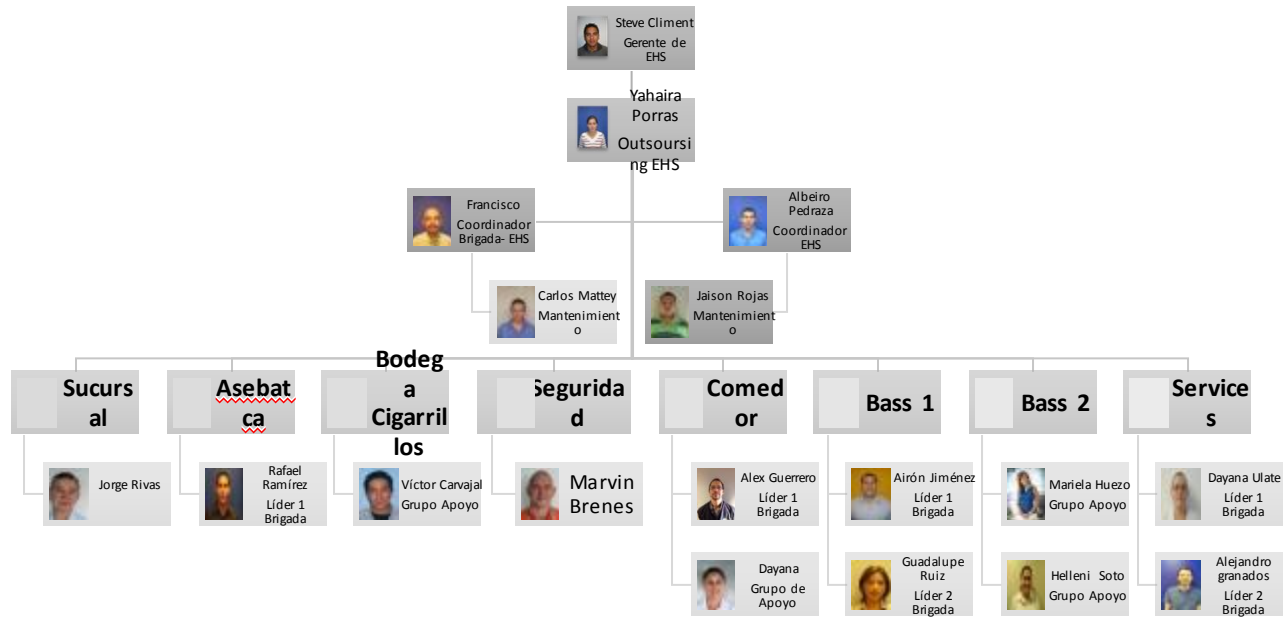 Steve Climent
Gerente de
EHS
Yahaira
Porras
Outsoursi
ng EHS
Francisco
Coordinador
Brigada- EHS
Albeiro
Pedraza
Coordinador
EHS
Carlos Mattey
Mantenimient
o
Jaison Rojas
Mantenimient
o
Sucurs
al
Asebat
ca
Bodeg
a
Cigarril
los
Segurida
d
Comed
or
Bass 1
Bass 2
Service
s
Jorge Rivas
Rafael
Ramírez
Líder 1
Brigada
Víctor Carvajal
Grupo Apoyo
Marvin
Brenes
Alex Guerrero
Líder 1
Brigada
Airón Jiménez
Líder 1
Brigada
Mariela Huezo
Grupo Apoyo
Dayana Ulate
Líder 1
Brigada
Dayana
Grupo de
Apoyo
Guadalupe
Ruiz
Líder 2
Brigada
Helleni Soto
Grupo Apoyo
Alejandro
granados
Líder 2
Brigada